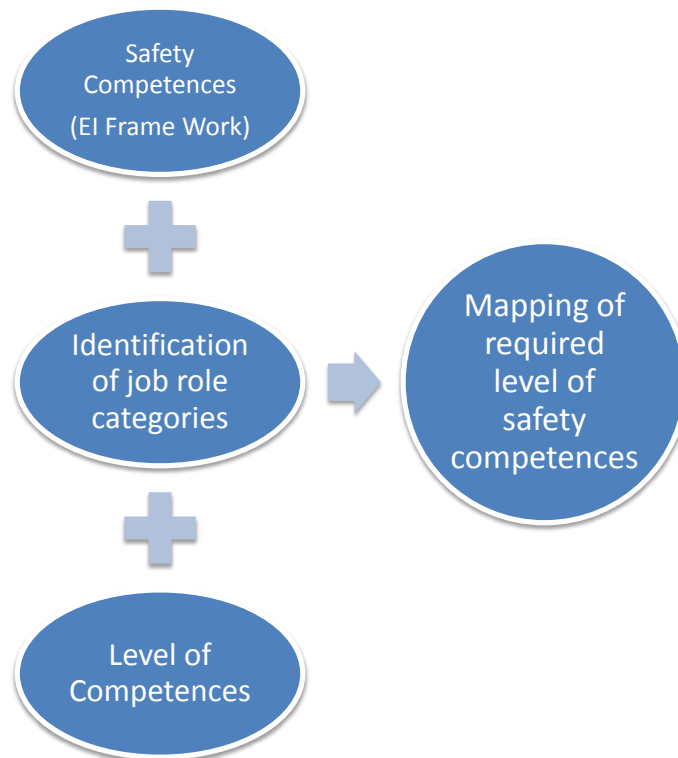 Safety
Competences
(EI Frame Work)
Identification
of job role
categories
Level of
Competences
Mapping of
required
level of
safety
competences